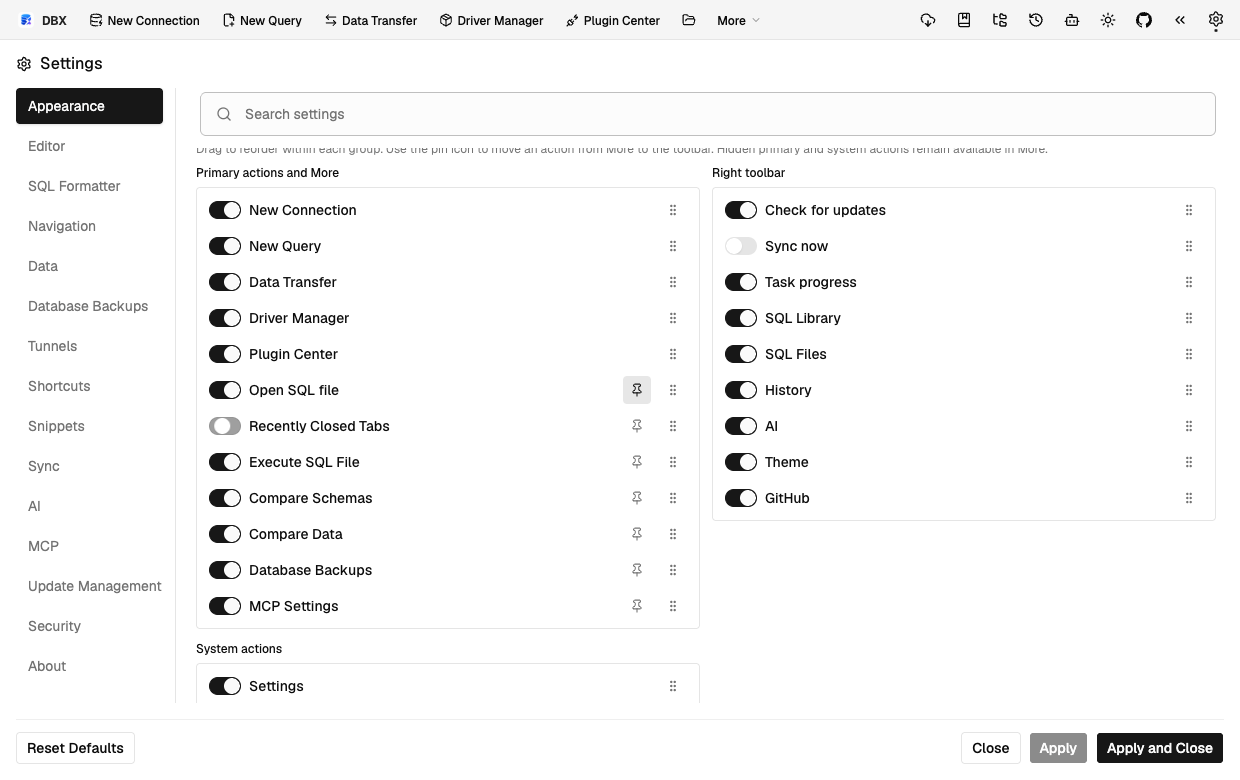 DBX New Connection New Query Data Transfer Driver Manager Plugin Center More
Settings
Appearance
Editor
SQL Formatter
Navigation
Data
Database Backups
Tunnels
Shortcuts
Snippets
Sync
AI
MCP
Update Management
Security
About
Search settings
Drag to reorder within each group. Use the pin icon to move an action from More to the toolbar. Hidden primary and system actions remain available in More.
Primary actions and More
New Connection
New Query
Data Transfer
Driver Manager
Plugin Center
Open SQL file
Recently Closed Tabs
Execute SQL File
Compare Schemas
Compare Data
Database Backups
MCP Settings
System actions
Settings
Right toolbar
Check for updates
Sync now
Task progress
SQL Library
SQL Files
History
AI
Theme
GitHub
Reset Defaults
Close Apply Apply and Close